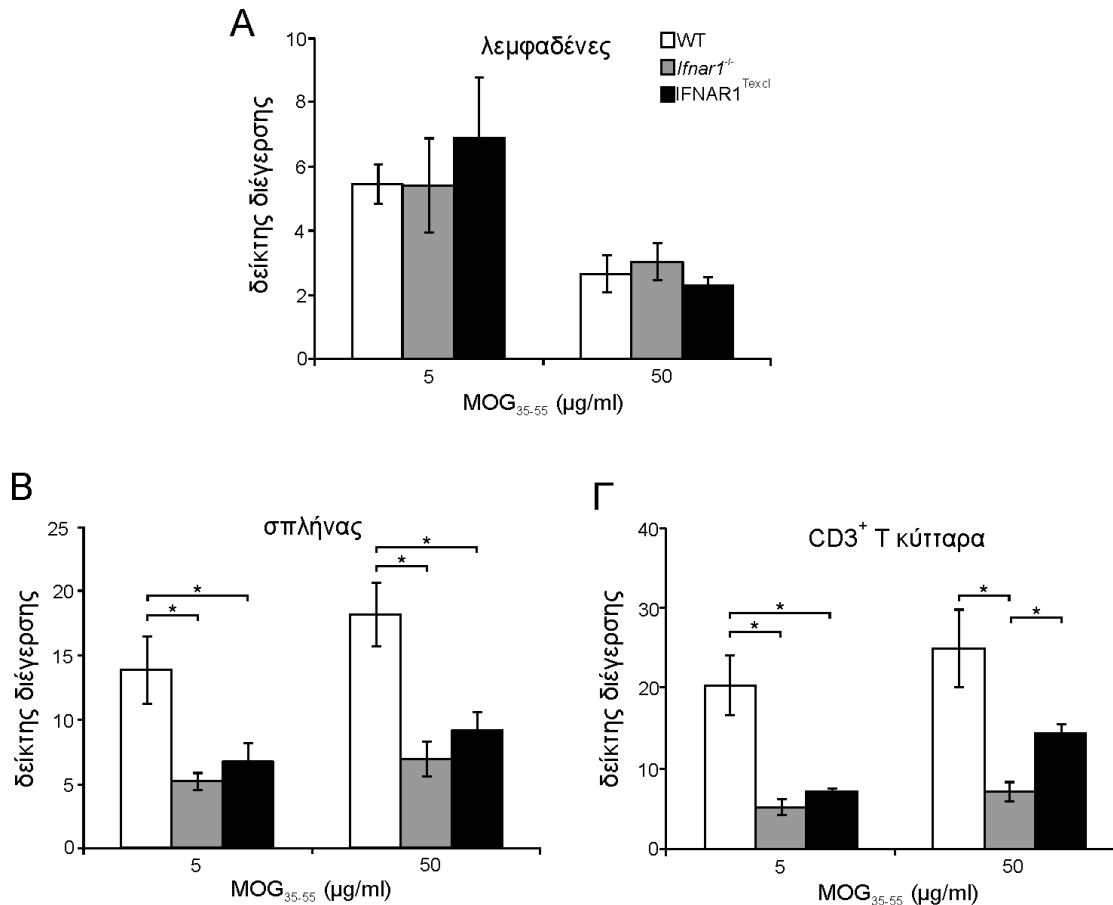 A
λεμφαδένες
WT
Ifnar1-/-
IFNAR1Texcl
δείκτης διέγερσης
10
8
6
4
2
0
5 50
MOG35-55 (μg/ml)
B
σπλήνας
δείκτης διέγερσης
25
20
15
10
5
0
* * * *
5 50
MOG35-55 (μg/ml)
Γ
CD3+ T κύτταρα
δείκτης διέγερσης
40
30
20
10
0
* * * *
5 50
MOG35-55 (μg/ml)